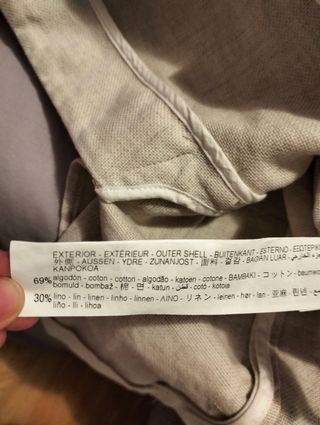 EXTERIOR - EXTÉRIEUR - OUTER SHELL - BUITENKANT - ESTERNO -
外側 - AUSSEN - YDRE - ZUNANJOST - 面料 - 겉감 - BAGIAN LUAR -
KANPOKOA
69% algodón - coton - cotton - algodão - katoen - cotone - ΒΑΜΒΑΚΙ - コットン - baumwolle
bomuld - bombaž - 棉 - 면 - katun - قطن - cotó - kotoia
30% lino - lin - linen - linho - linnen - ΛΙΝΟ - リネン - leinen - hør - lan - 亚麻 - 린넨 -
liño - lli - lihoa